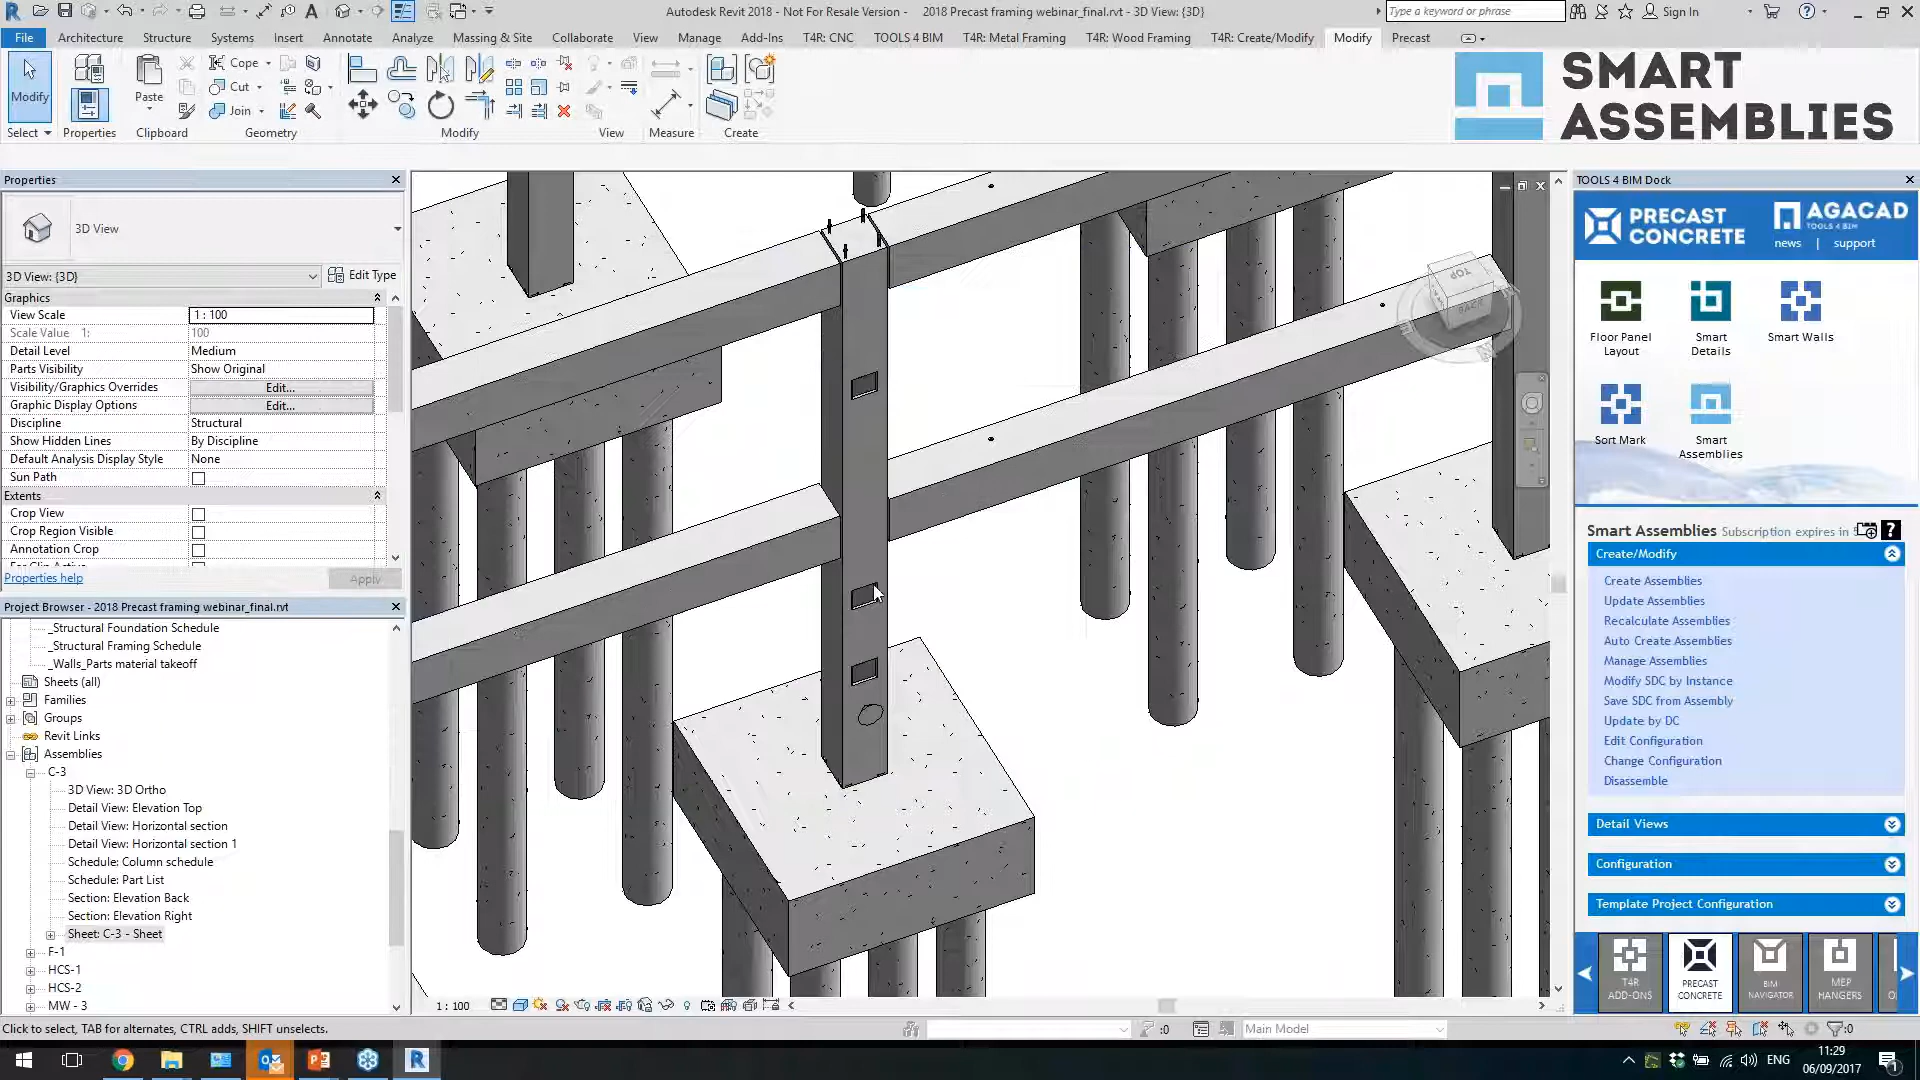 Autodesk Revit 2018 - Not For Resale Version - 2018 Precast framing webinar_final.rvt - 3D View: {3D}
Type a keyword or phrase
Sign In
File Architecture Structure Systems Insert Annotate Analyze Massing & Site Collaborate View Manage Add-Ins T4R: CNC TOOLS 4 BIM T4R: Metal Framing T4R: Wood Framing T4R: Create/Modify Modify Precast
Modify
Paste
Cope
Cut
Join
Select Properties Clipboard Geometry Modify View Measure Create
SMART
ASSEMBLIES
Properties
3D View
3D View: {3D}
Edit Type
Graphics
View Scale 1 : 100
Scale Value 1: 100
Detail Level Medium
Parts Visibility Show Original
Visibility/Graphics Overrides Edit...
Graphic Display Options Edit...
Discipline Structural
Show Hidden Lines By Discipline
Default Analysis Display Style None
Sun Path
Extents
Crop View
Crop Region Visible
Annotation Crop
Properties help
Apply
Project Browser - 2018 Precast framing webinar_final.rvt
_Structural Foundation Schedule
_Structural Framing Schedule
_Walls_Parts material takeoff
Sheets (all)
Families
Groups
Revit Links
Assemblies
C-3
3D View: 3D Ortho
Detail View: Elevation Top
Detail View: Horizontal section
Detail View: Horizontal section 1
Schedule: Column schedule
Schedule: Part List
Section: Elevation Back
Section: Elevation Right
Sheet: C-3 - Sheet
F-1
HCS-1
HCS-2
MW - 3
TOP
BACK
1 : 100
TOOLS 4 BIM Dock
PRECAST
CONCRETE
AGACAD
TOOLS 4 BIM
news | support
Floor Panel
Layout
Smart
Details
Smart Walls
Sort Mark
Smart
Assemblies
Smart Assemblies Subscription expires in
Create/Modify
Create Assemblies
Update Assemblies
Recalculate Assemblies
Auto Create Assemblies
Manage Assemblies
Modify SDC by Instance
Save SDC from Assembly
Update by DC
Edit Configuration
Change Configuration
Disassemble
Detail Views
Configuration
Template Project Configuration
T4R
ADD-ONS
PRECAST
CONCRETE
BIM
NAVIGATOR
MEP
HANGERS
Click to select, TAB for alternates, CTRL adds, SHIFT unselects.
:0
Main Model
:0
ENG
11:29
06/09/2017